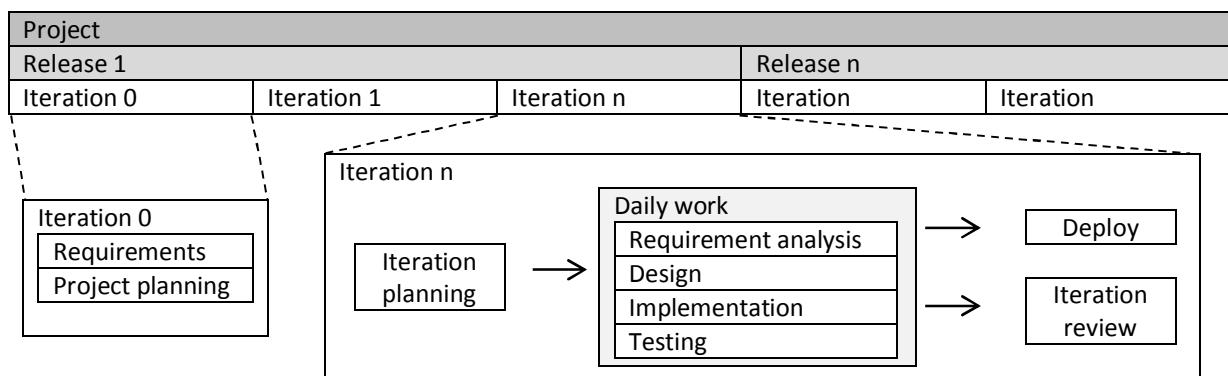 Project
Release 1
Release n
Iteration 0
Iteration 1
Iteration n
Iteration
Iteration
Iteration 0
Requirements
Project planning
Iteration n
Iteration
planning
Daily work
Requirement analysis
Design
Implementation
Testing
Deploy
Iteration
review